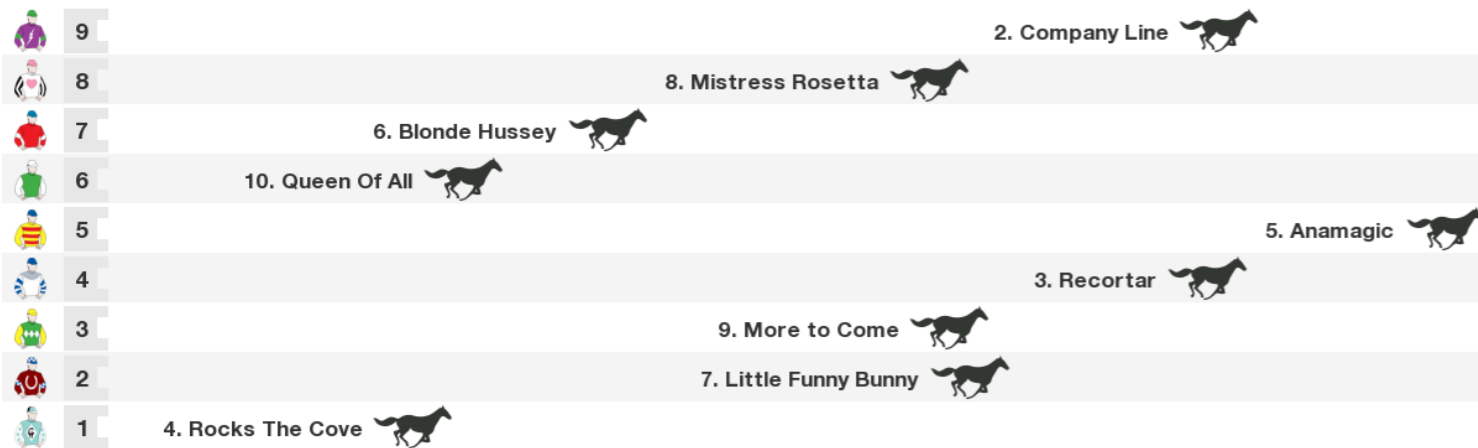 9 2. Company Line
8 8. Mistress Rosetta
7 6. Blonde Hussey
6 10. Queen Of All
5 5. Anamagic
4 3. Recortar
3 9. More to Come
2 7. Little Funny Bunny
1 4. Rocks The Cove